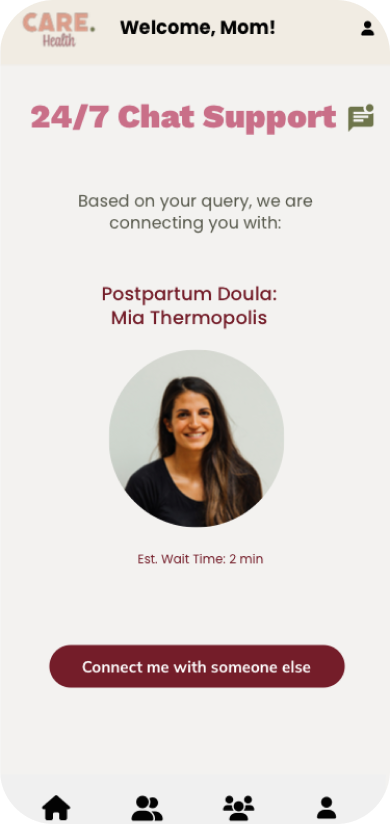 CARE.
Health
Welcome, Mom!
24/7 Chat Support
Based on your query, we are
connecting you with:
Postpartum Doula:
Mia Thermopolis
Est. Wait Time: 2 min
Connect me with someone else